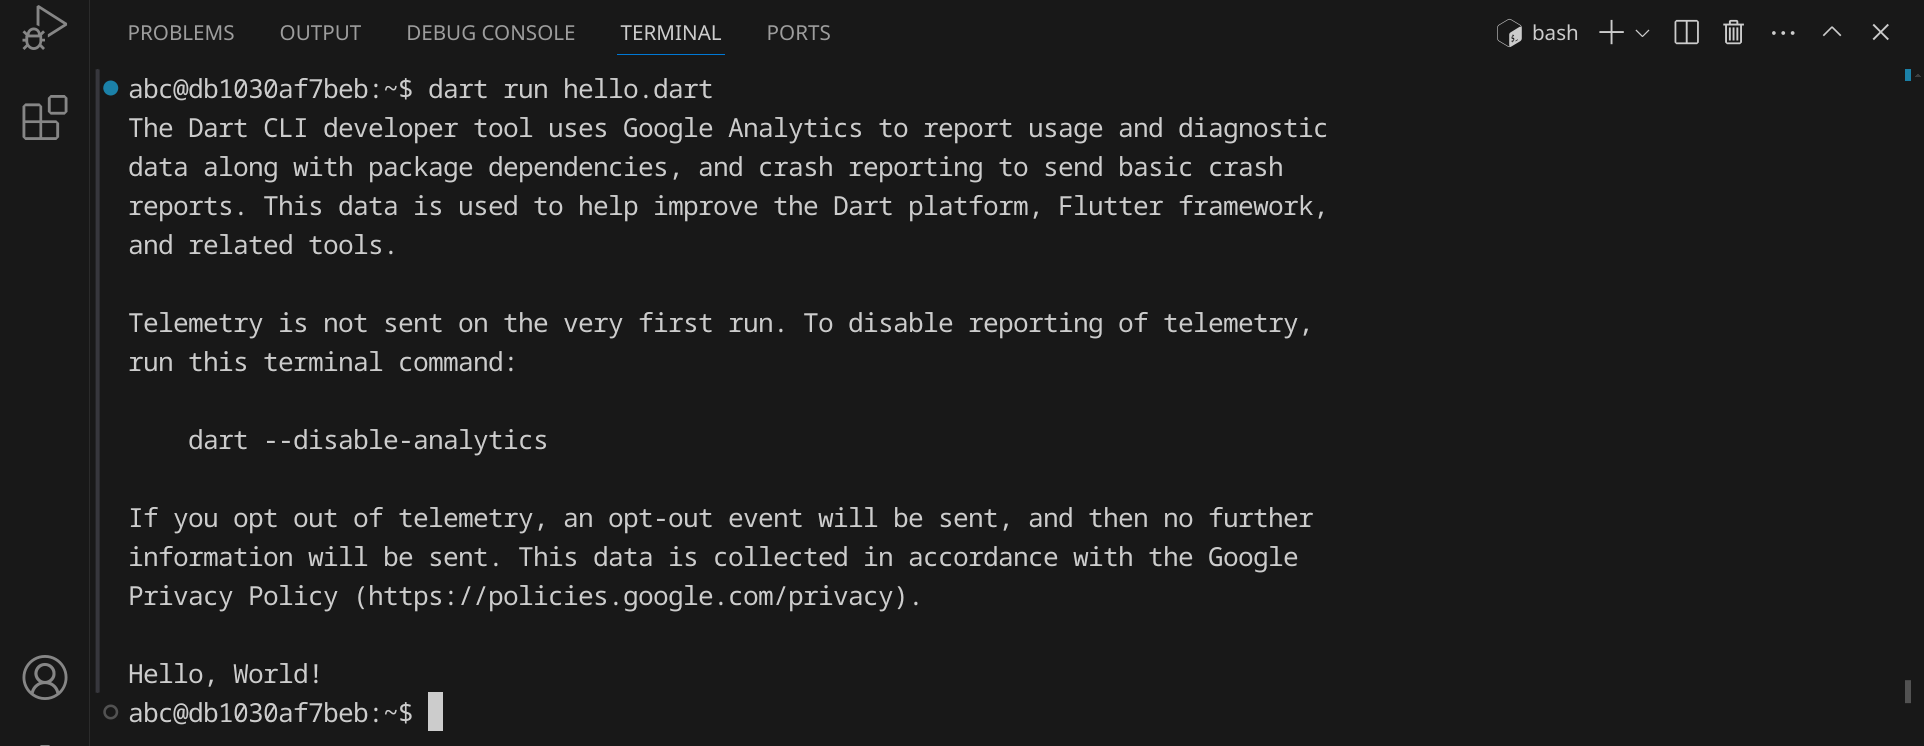 PROBLEMS OUTPUT DEBUG CONSOLE TERMINAL PORTS bash
abc@db1030af7beb:~$ dart run hello.dart
The Dart CLI developer tool uses Google Analytics to report usage and diagnostic
data along with package dependencies, and crash reporting to send basic crash
reports. This data is used to help improve the Dart platform, Flutter framework,
and related tools.
Telemetry is not sent on the very first run. To disable reporting of telemetry,
run this terminal command:
dart --disable-analytics
If you opt out of telemetry, an opt-out event will be sent, and then no further
information will be sent. This data is collected in accordance with the Google
Privacy Policy (https://policies.google.com/privacy).
Hello, World!
abc@db1030af7beb:~$